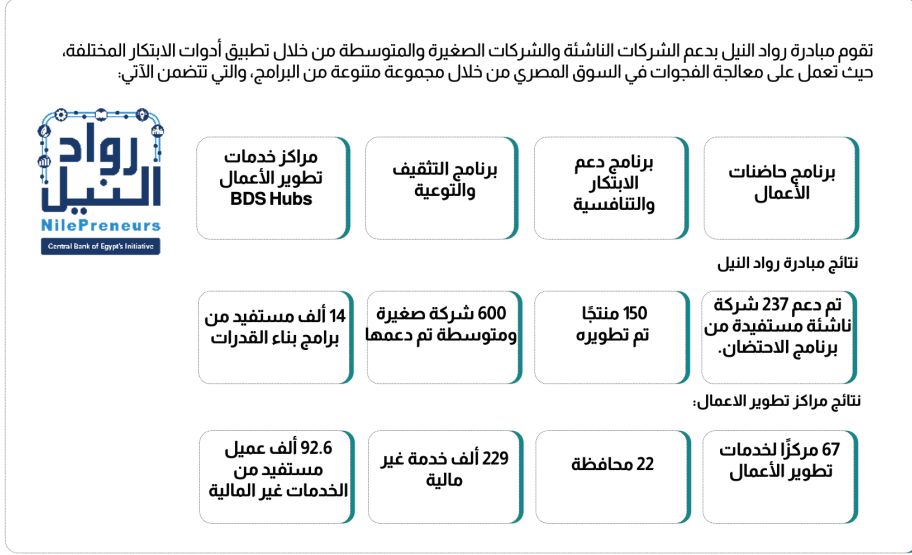 تقوم مبادرة رواد النيل بدعم الشركات الناشئة والشركات الصغيرة والمتوسطة من خلال تطبيق أدوات الابتكار المختلفة،
حيث تعمل على معالجة الفجوات في السوق المصري من خلال مجموعة متنوعة من البرامج، والتي تتضمن الآتي:
رواد
النيل
NilePreneurs
Central Bank of Egypt's Initiative
برنامج حاضنات
الأعمال
برنامج دعم
الابتكار
والتنافسية
برنامج التثقيف
والتوعية
مراكز خدمات
تطوير الأعمال
BDS Hubs
نتائج مبادرة رواد النيل
تم دعم 237 شركة
ناشئة مستفيدة من
برنامج الاحتضان.
150 منتجًا
تم تطويره
600 شركة صغيرة
ومتوسطة تم دعمها
14 ألف مستفيد من
برامج بناء القدرات
نتائج مراكز تطوير الاعمال:
67 مركزًا لخدمات
تطوير الأعمال
22 محافظة
229 ألف خدمة غير
مالية
92.6 ألف عميل
مستفيد من
الخدمات غير المالية